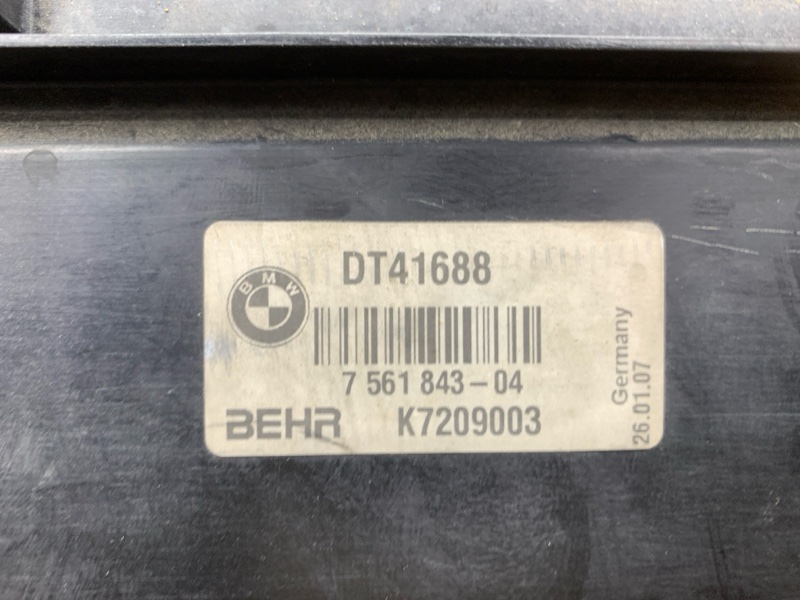 DT41688
BMW
7 561 843-04
BEHR K7209003
Germany
26.01.07